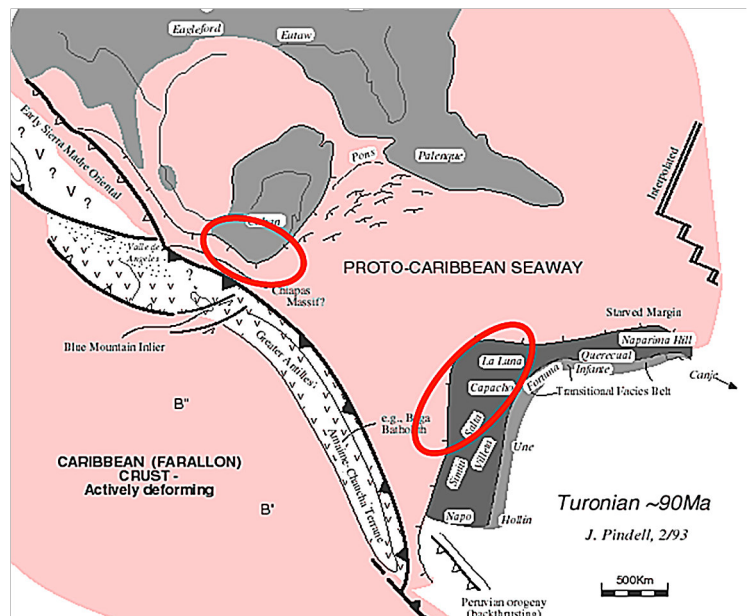 Eagleford
Eutaw
Early Sierra Madre Oriental
V
?
V
?
?
Pons
Palenque
Interpolated
Coban
Valle de
Angeles
?
PROTO-CARIBBEAN SEAWAY
Chiapas
Massif?
Blue Mountain Inlier
Starved Margin
Naparima Hill
La Luna
Querecual
Infante
Canje
Greater Antilles;
Capacho
Fortuna
Transitional Facies Belt
B"
e.g., Buga
Batholith
Salta
CARIBBEAN (FARALLON)
CRUST -
Actively deforming
Amaime-Chaucha Terrane
Simiti
Villeta
Une
B'
Napo
Hollin
Turonian ~90Ma
J. Pindell, 2/93
500Km
Peruvian orogeny
(backthrusting)